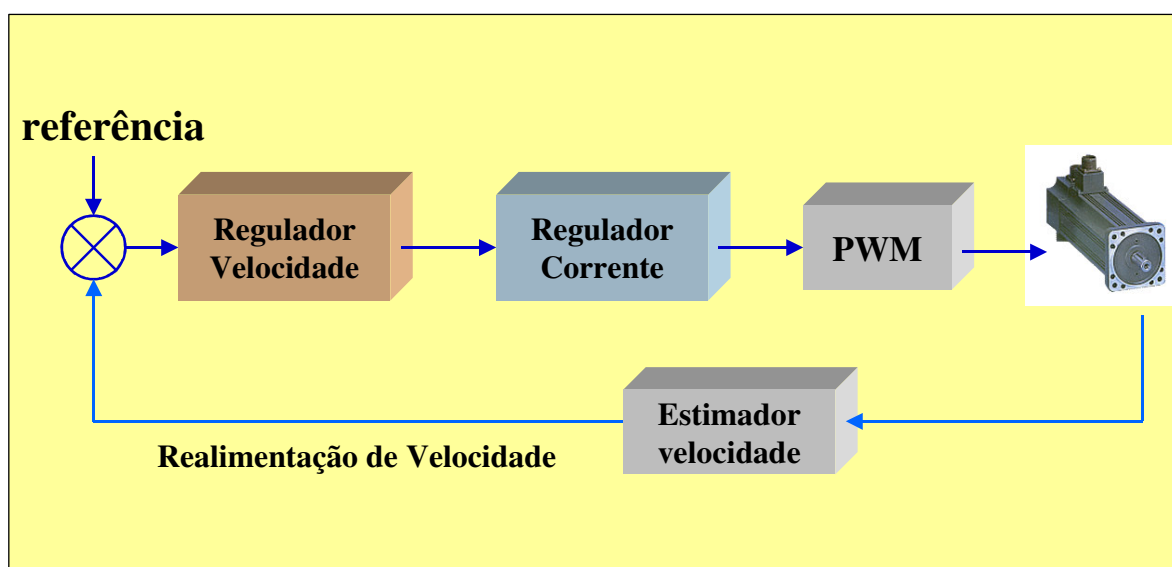 referência
Regulador
Velocidade
Regulador
Corrente
PWM
Estimador
velocidade
Realimentação de Velocidade